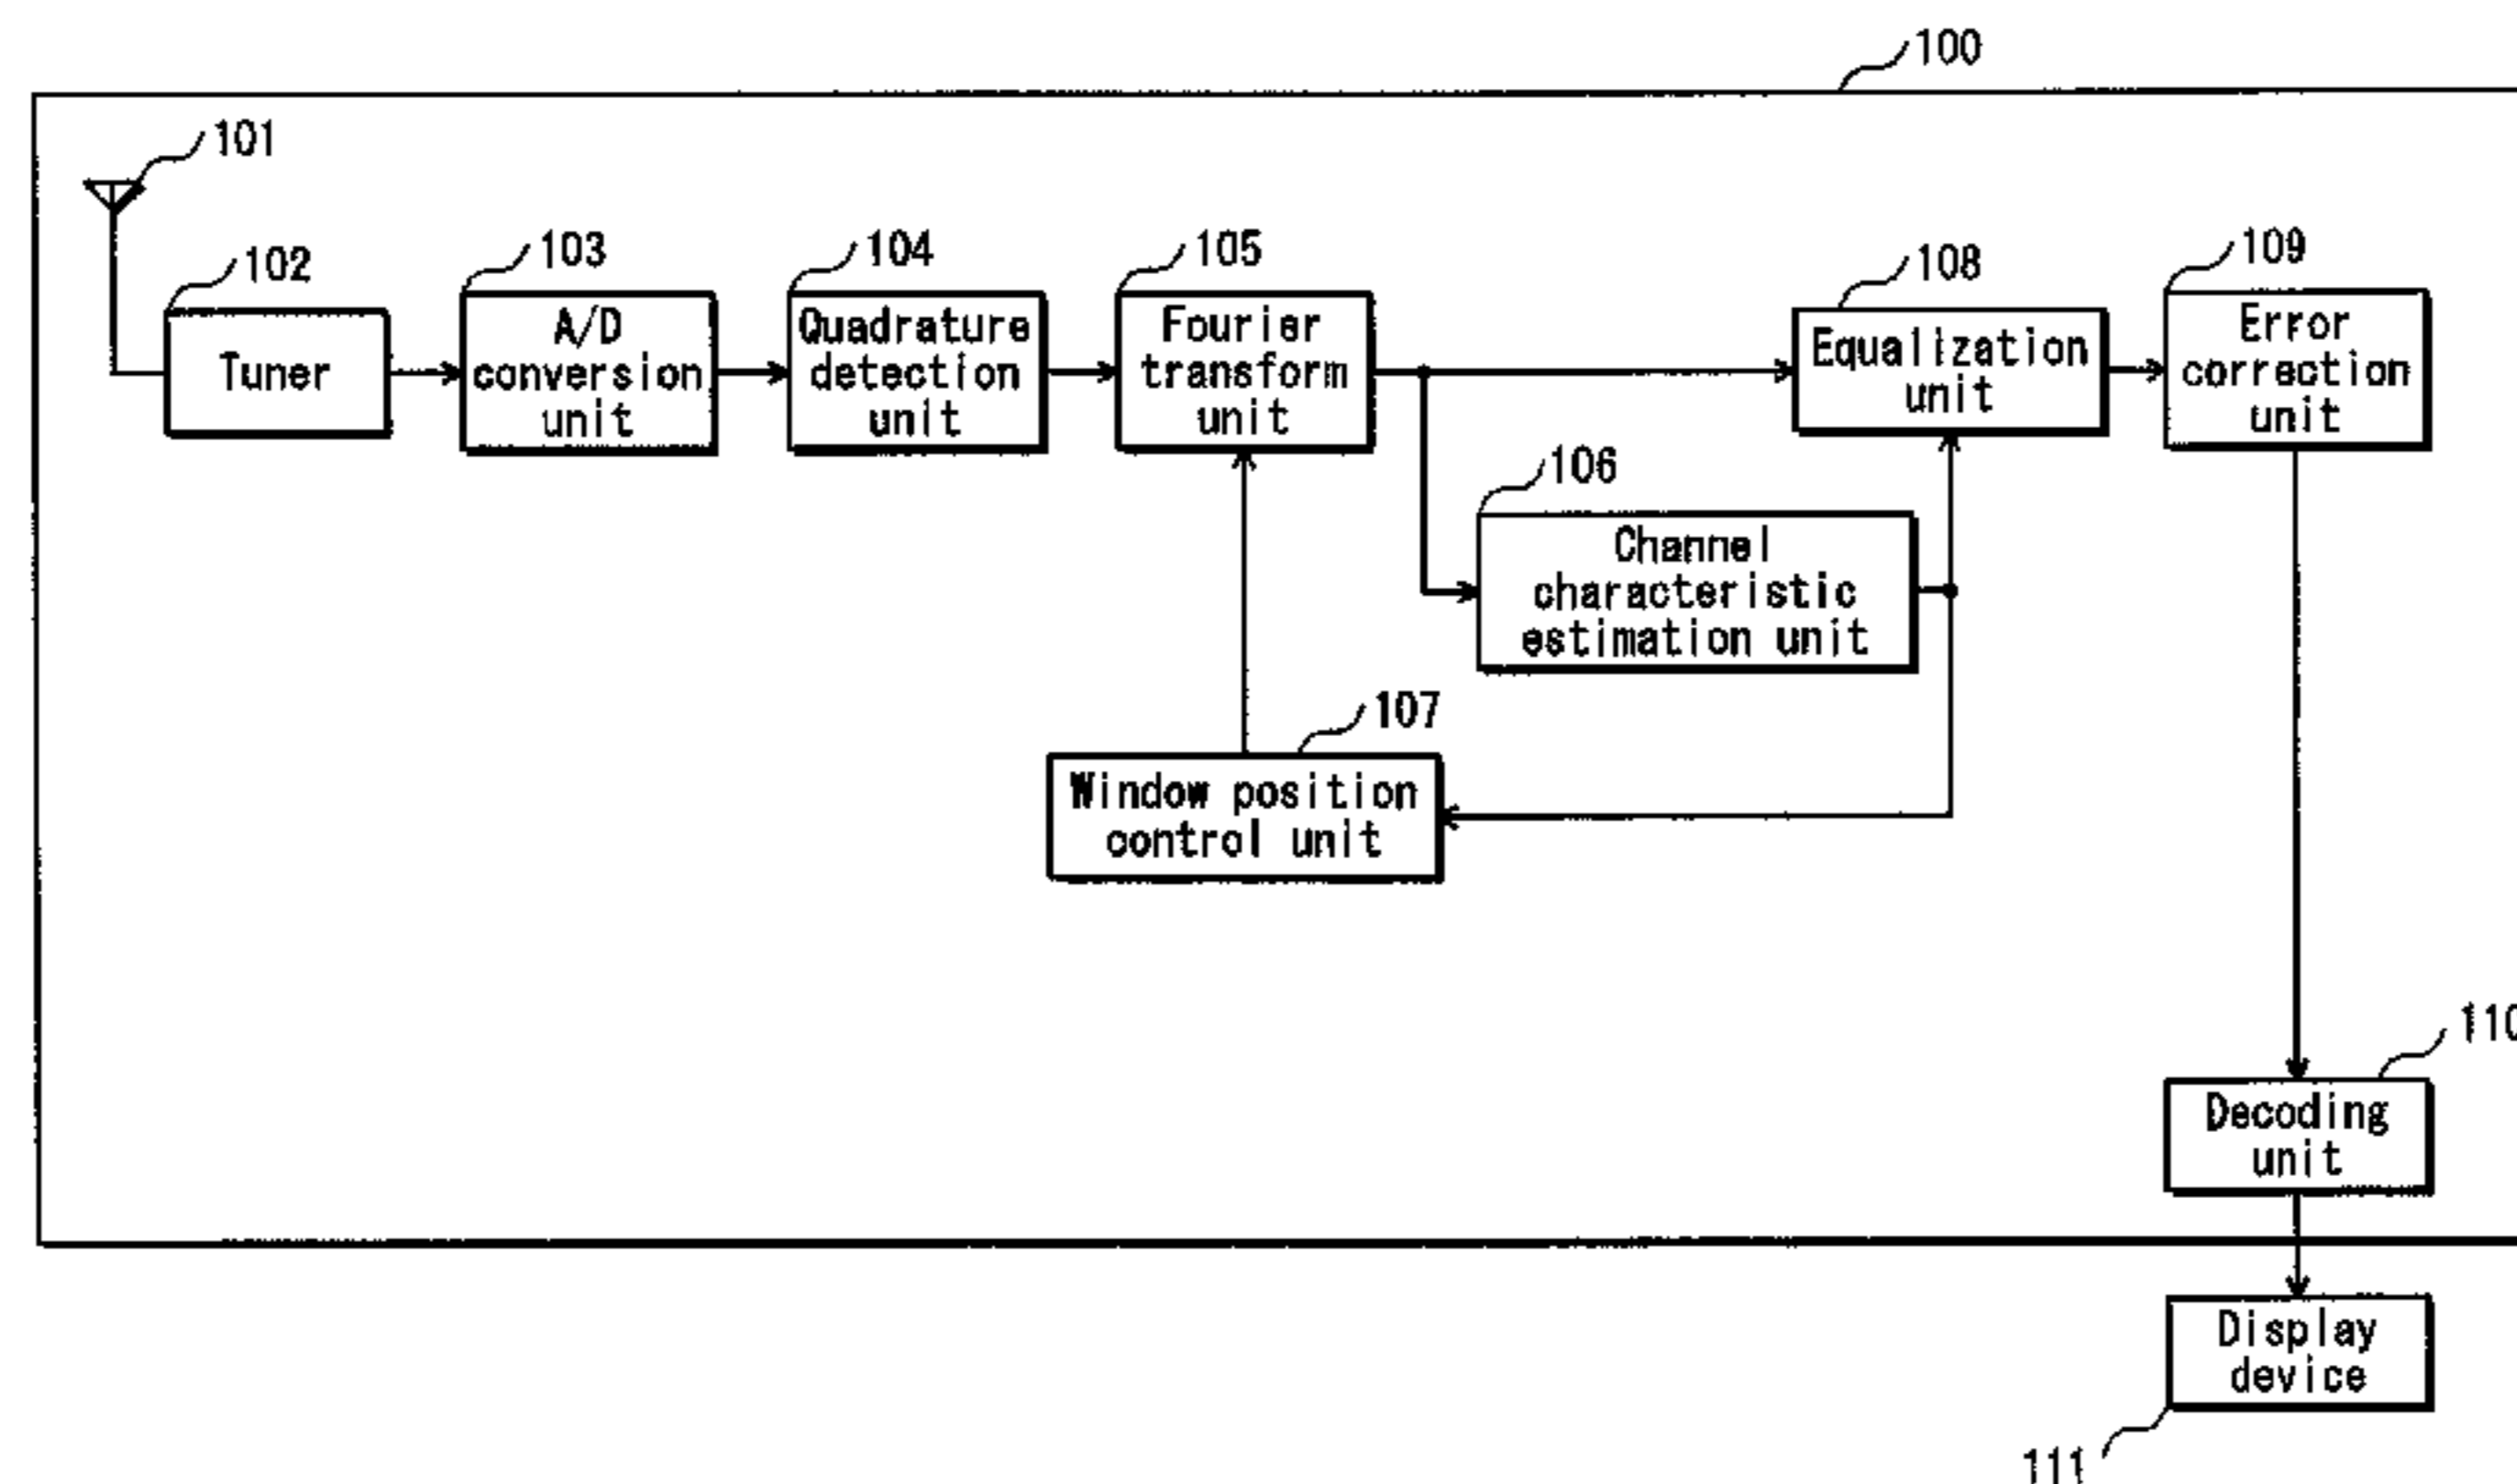 100
101
102
Tuner
103
A/D
conversion
unit
104
Quadrature
detection
unit
105
Fourier
transform
unit
108
Equalization
unit
109
Error
correction
unit
106
Channel
characteristic
estimation unit
107
Window position
control unit
110
Decoding
unit
Display
device
111